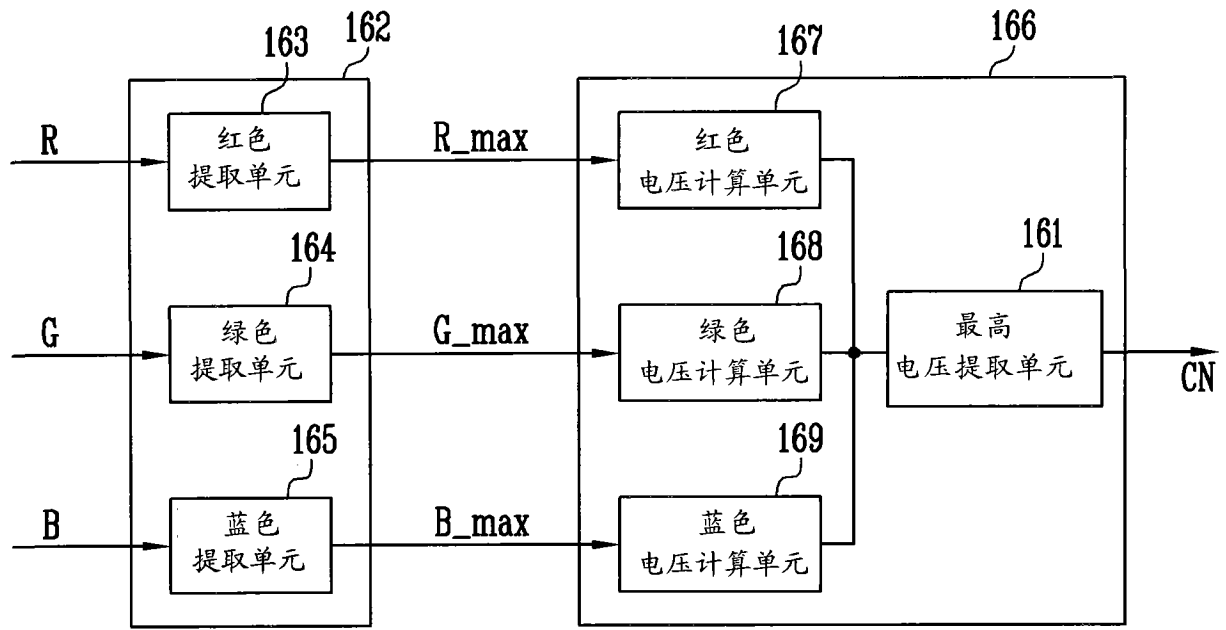 162
166
163
167
R
红色
提取单元
R_max
红色
电压计算单元
164
168
161
G
绿色
提取单元
G_max
绿色
电压计算单元
最高
电压提取单元
CN
165
169
B
蓝色
提取单元
B_max
蓝色
电压计算单元